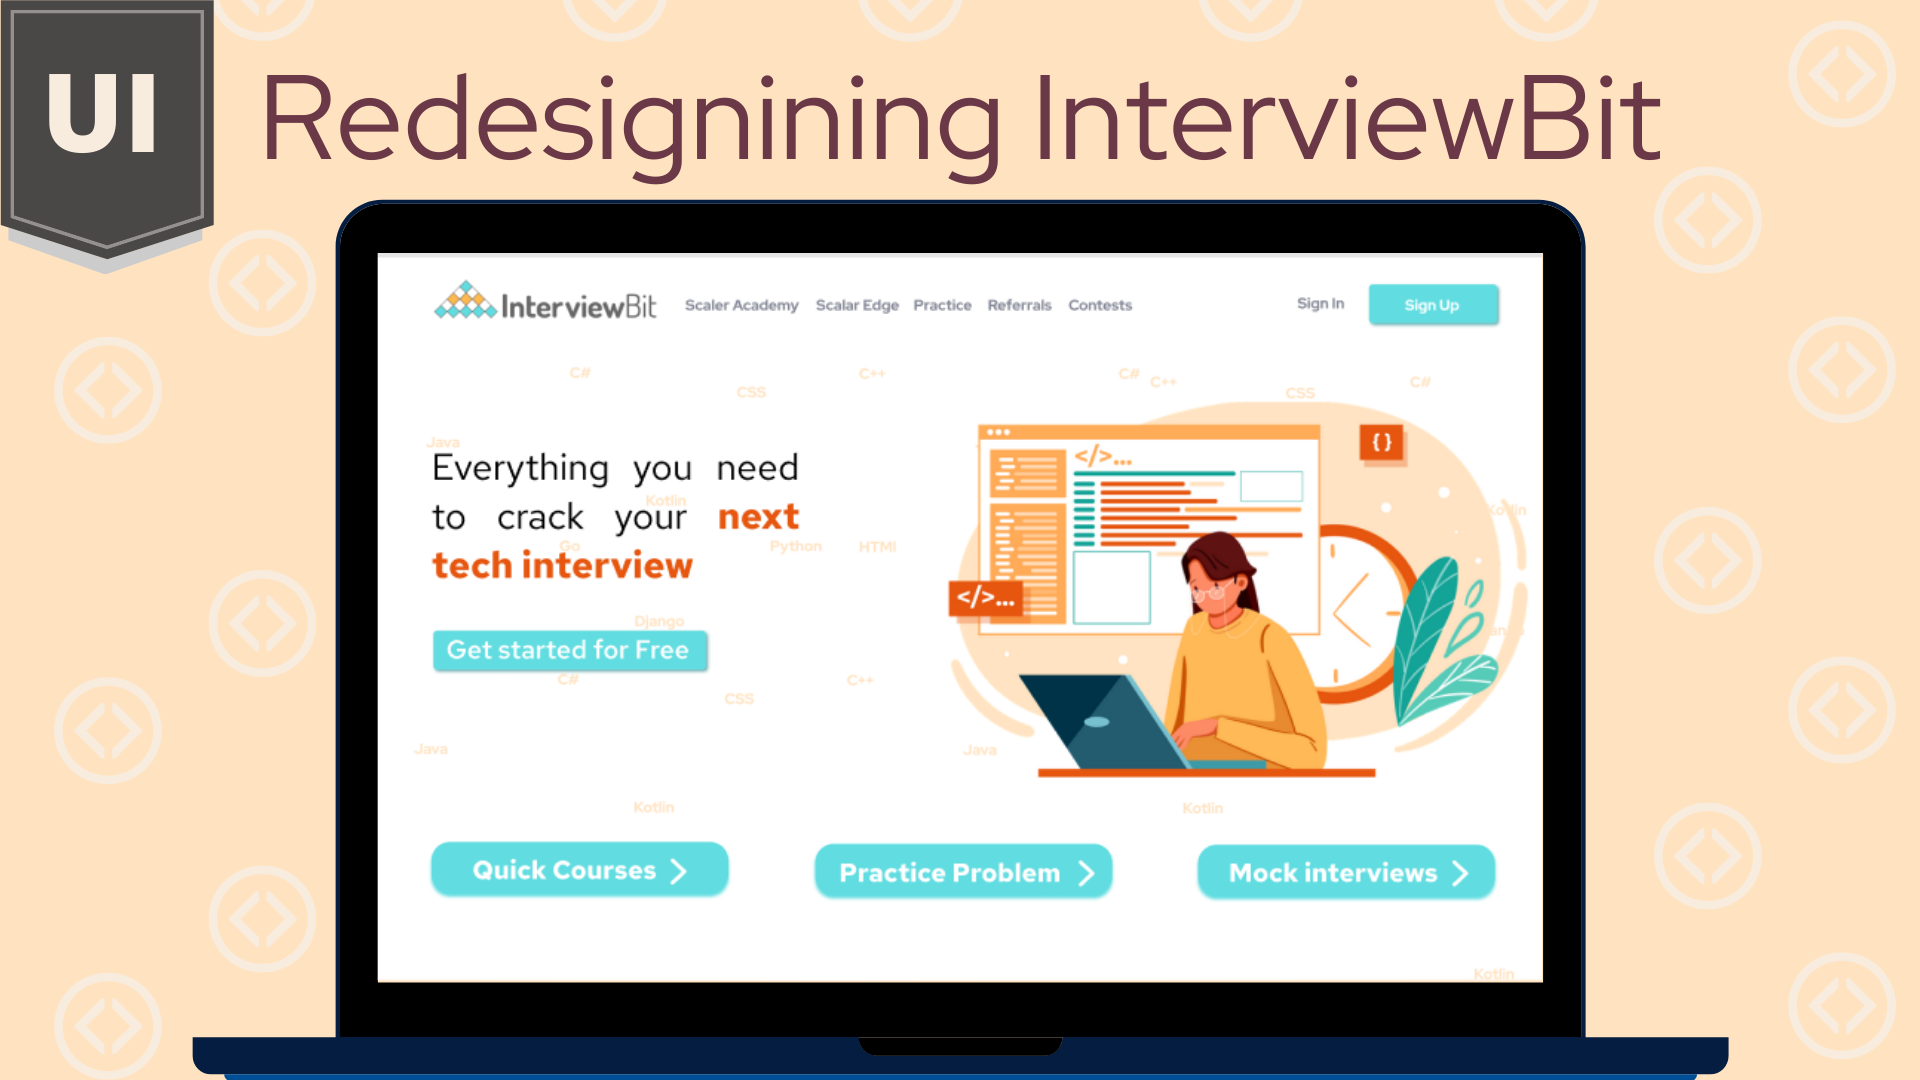 UI
Redesignining InterviewBit
InterviewBit Scaler Academy Scalar Edge Practice Referrals Contests Sign In Sign Up
C# C++ C# C++ C#
CSS CSS
Java
Everything you need
Kotlin Kotlin
to crack your next
Go Python HTMl
tech interview
</>...
{}
</>...
Django
Get started for Free
C# C++
CSS
Java Java
Kotlin Kotlin
Quick Courses Practice Problem Mock interviews
Kotlin